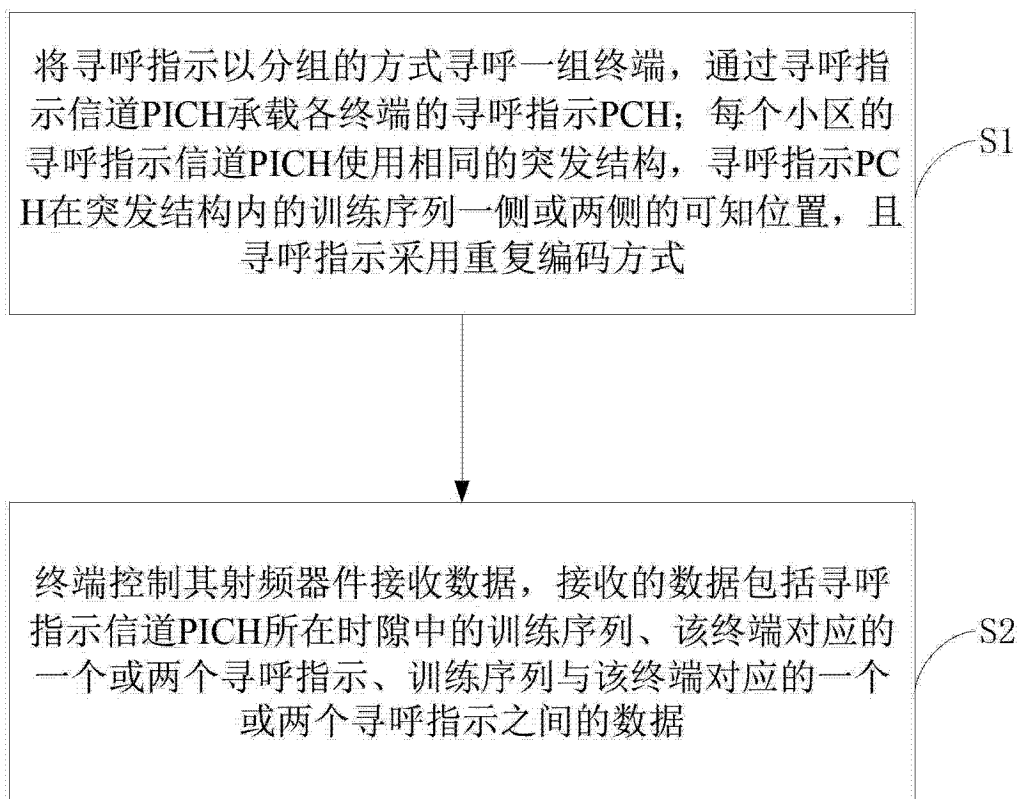 将寻呼指示以分组的方式寻呼一组终端，通过寻呼指
示信道PICH承载各终端的寻呼指示PCH；每个小区的
寻呼指示信道PICH使用相同的突发结构，寻呼指示PC
H在突发结构内的训练序列一侧或两侧的可知位置，且
寻呼指示采用重复编码方式
S1
终端控制其射频器件接收数据，接收的数据包括寻呼
指示信道PICH所在时隙中的训练序列、该终端对应的
一个或两个寻呼指示、训练序列与该终端对应的一个
或两个寻呼指示之间的数据
S2